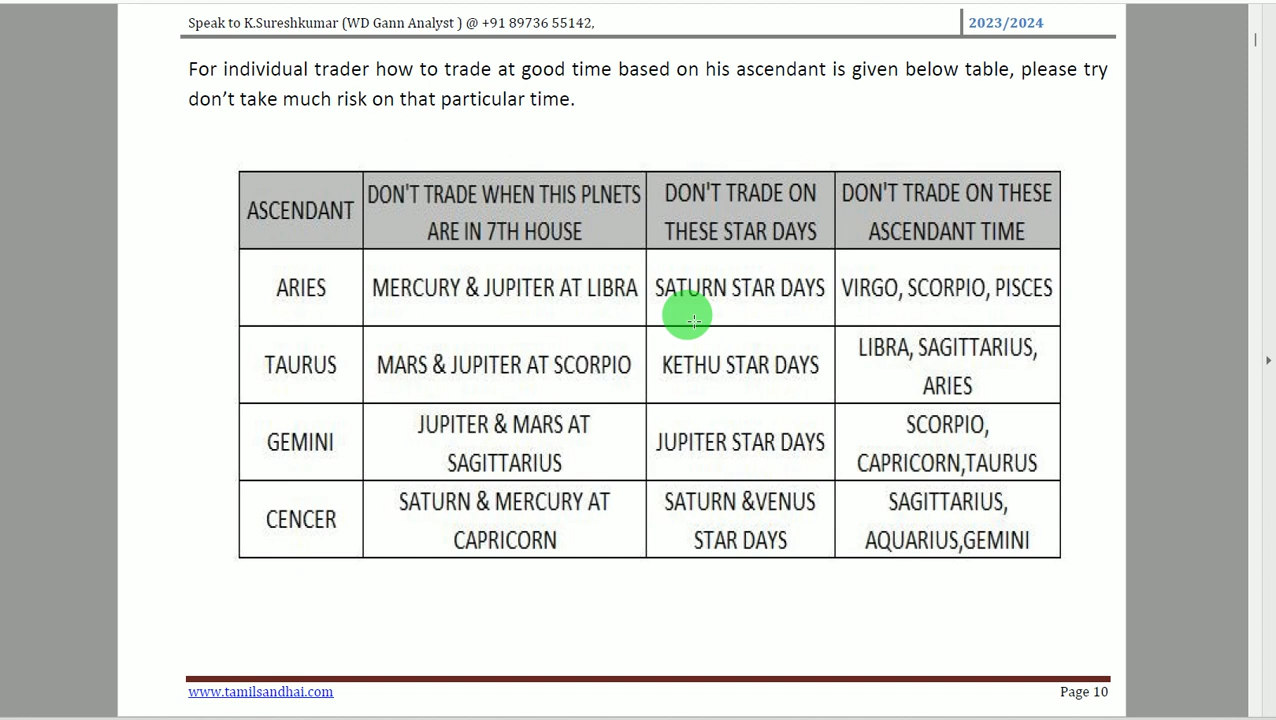 Speak to K.Sureshkumar (WD Gann Analyst ) @ +91 89736 55142,
2023/2024
For individual trader how to trade at good time based on his ascendant is given below table, please try
don’t take much risk on that particular time.
ASCENDANT
DON'T TRADE WHEN THIS PLNETS
ARE IN 7TH HOUSE
DON'T TRADE ON
THESE STAR DAYS
DON'T TRADE ON THESE
ASCENDANT TIME
ARIES
MERCURY & JUPITER AT LIBRA
SATURN STAR DAYS
VIRGO, SCORPIO, PISCES
TAURUS
MARS & JUPITER AT SCORPIO
KETHU STAR DAYS
LIBRA, SAGITTARIUS,
ARIES
GEMINI
JUPITER & MARS AT
SAGITTARIUS
JUPITER STAR DAYS
SCORPIO,
CAPRICORN,TAURUS
CENCER
SATURN & MERCURY AT
CAPRICORN
SATURN &VENUS
STAR DAYS
SAGITTARIUS,
AQUARIUS,GEMINI
www.tamilsandhai.com
Page 10